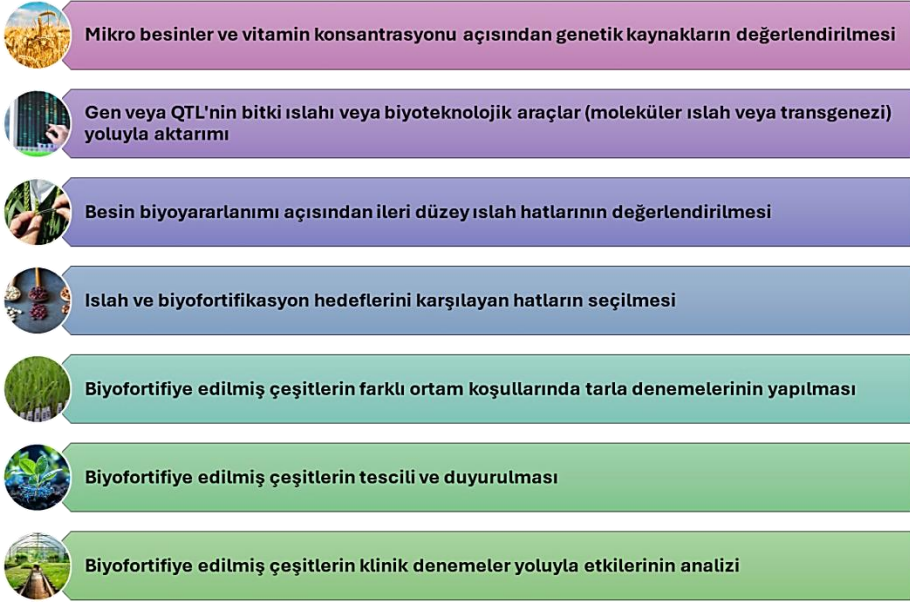 Mikro besinler ve vitamin konsantrasyonu açısından genetik kaynakların değerlendirilmesi
Gen veya QTL'nin bitki ıslahı veya biyoteknolojik araçlar (moleküler ıslah veya transgenezi)
yoluyla aktarımı
Besin biyoyararlanımı açısından ileri düzey ıslah hatlarının değerlendirilmesi
Islah ve biyofortifikasyon hedeflerini karşılayan hatların seçilmesi
Biyofortifiye edilmiş çeşitlerin farklı ortam koşullarında tarla denemelerinin yapılması
Biyofortifiye edilmiş çeşitlerin tescili ve duyurulması
Biyofortifiye edilmiş çeşitlerin klinik denemeler yoluyla etkilerinin analizi